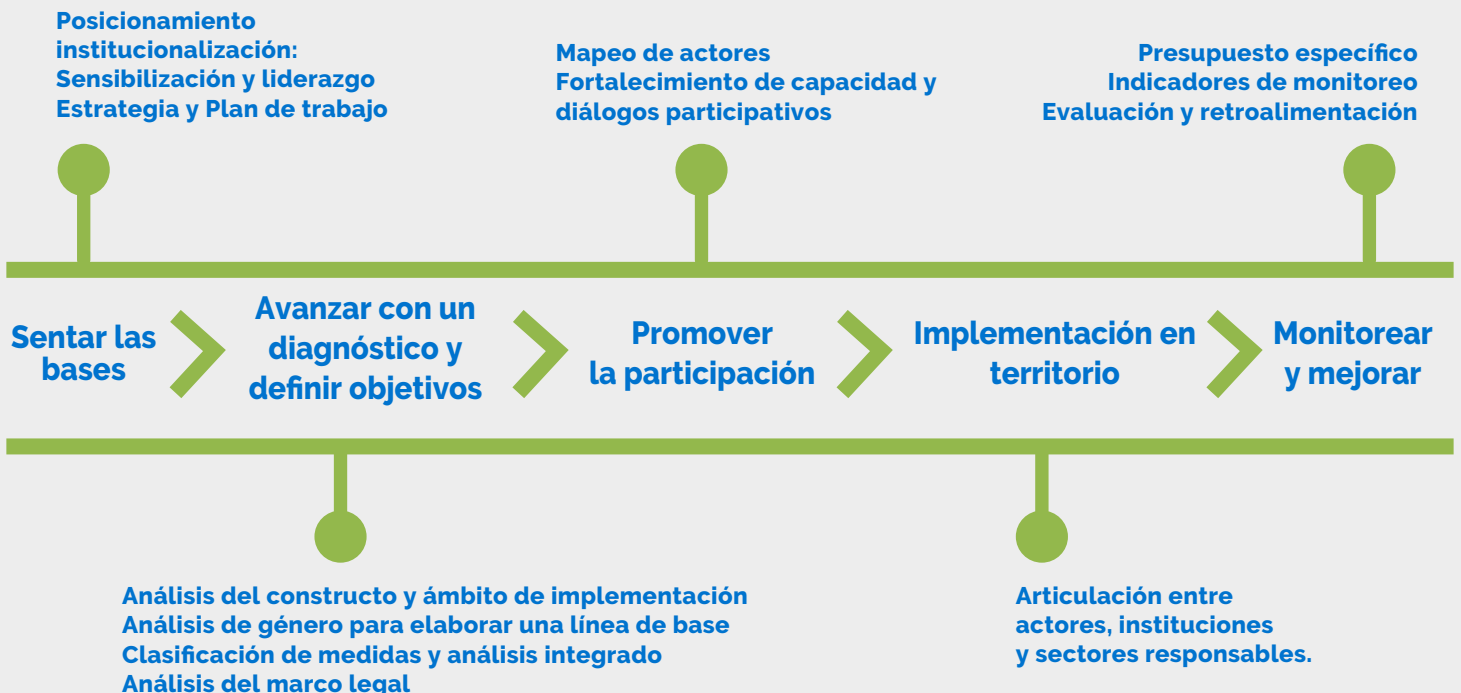 Posicionamiento
institucionalización:
Sensibilización y liderazgo
Estrategia y Plan de trabajo
Mapeo de actores
Fortalecimiento de capacidad y
diálogos participativos
Presupuesto específico
Indicadores de monitoreo
Evaluación y retroalimentación
Sentar las
bases
Avanzar con un
diagnóstico y
definir objetivos
Promover
la participación
Implementación en
territorio
Monitorear
y mejorar
Análisis del constructo y ámbito de implementación
Análisis de género para elaborar una línea de base
Clasificación de medidas y análisis integrado
Análisis del marco legal
Articulación entre
actores, instituciones
y sectores responsables.